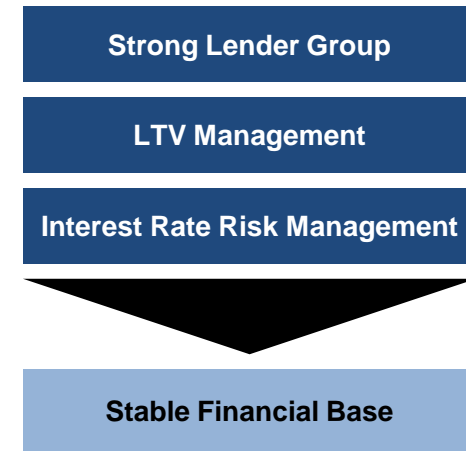 Strong Lender Group
LTV Management
Interest Rate Risk Management
Stable Financial Base